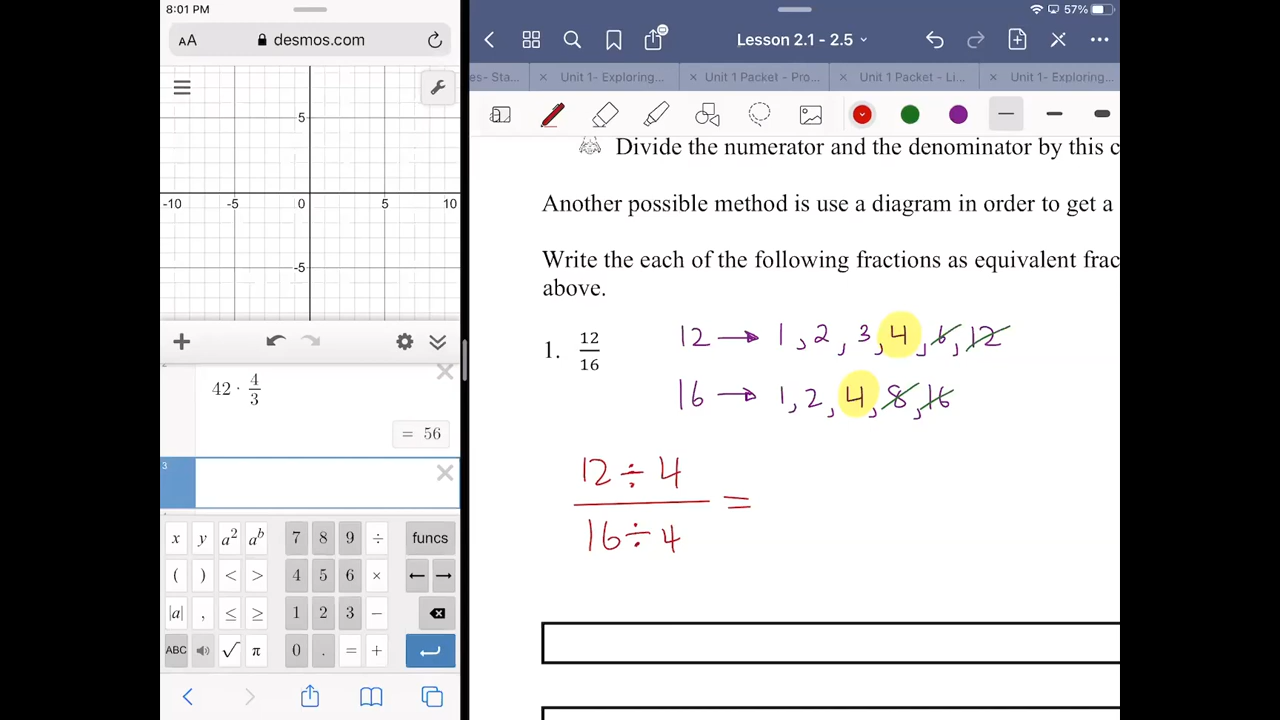 8:01 PM
AA desmos.com
5
-10 -5 0 5 10
-5
42 · 4/3
= 56
3
x y a² aᵇ 7 8 9 ÷ funcs
( ) < > 4 5 6 × ← →
|a| , ≤ ≥ 1 2 3 −
ABC √ π 0 . = +
57%
Lesson 2.1 - 2.5
es- Sta... × Unit 1- Exploring... × Unit 1 Packet - Pro... × Unit 1 Packet - Li... × Unit 1- Exploring...
Divide the numerator and the denominator by this c
Another possible method is use a diagram in order to get a
Write the each of the following fractions as equivalent frac
above.
1. 12/16
12 → 1, 2, 3, 4, 6, 12
16 → 1, 2, 4, 8, 16
12 ÷ 4
16 ÷ 4 =